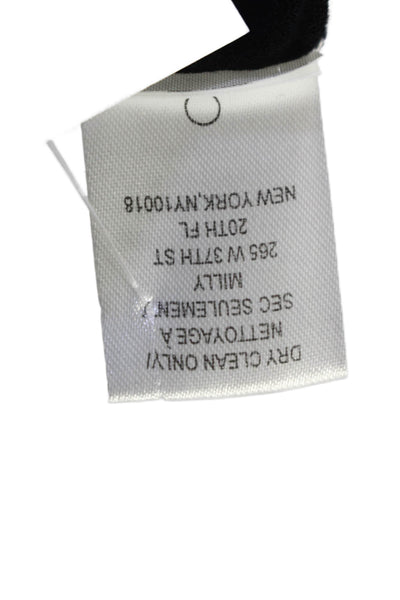 DRY CLEAN ONLY/
NETTOYAGE À
SEC SEULEMENT
MILLY
265 W 37TH ST
20TH FL
NEW YORK,NY10018